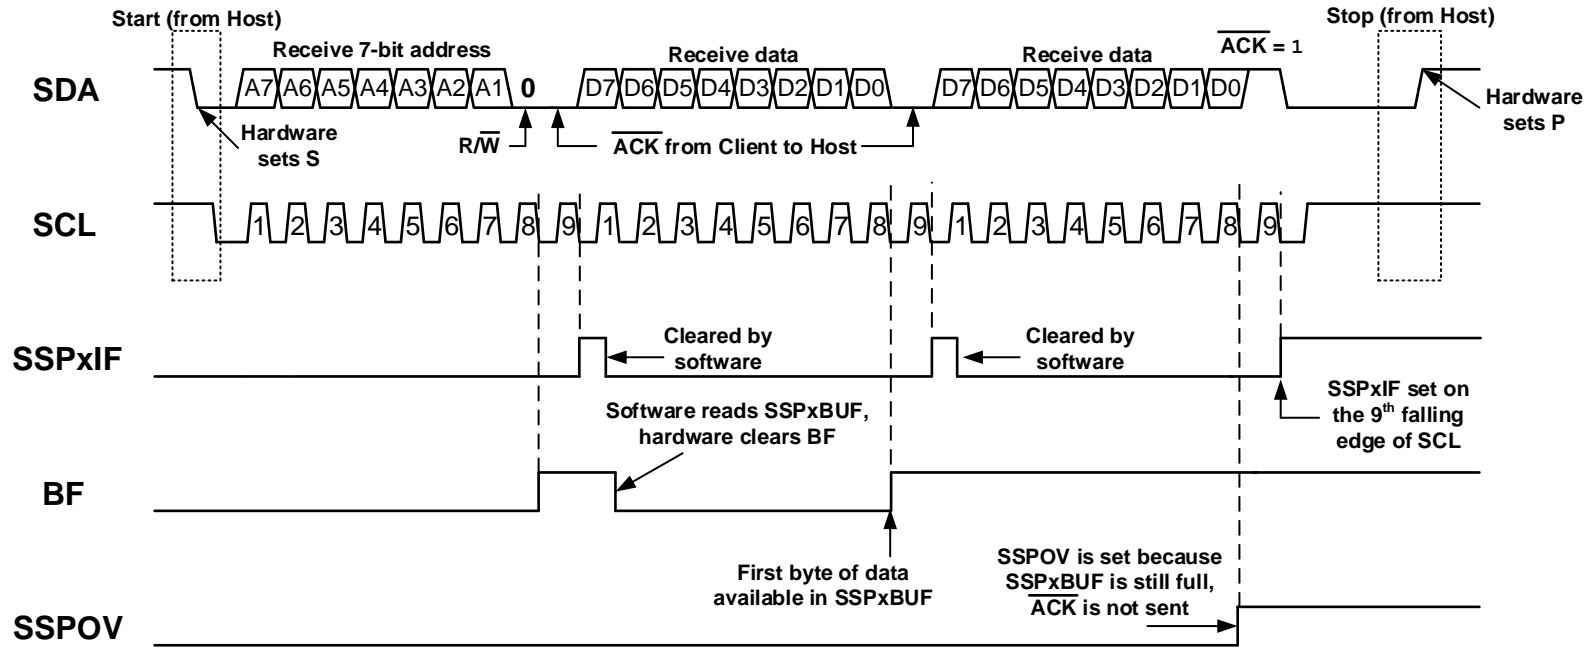 Start (from Host)
Stop (from Host)
Receive 7-bit address
Receive data
Receive data
ACK = 1
SDA
A7 A6 A5 A4 A3 A2 A1 0 D7 D6 D5 D4 D3 D2 D1 D0 D7 D6 D5 D4 D3 D2 D1 D0
Hardware
sets S
R/W
ACK from Client to Host
Hardware
sets P
SCL
1 2 3 4 5 6 7 8 9 1 2 3 4 5 6 7 8 9 1 2 3 4 5 6 7 8 9
SSPxIF
Cleared by
software
Cleared by
software
SSPxIF set on
the 9th falling
edge of SCL
Software reads SSPxBUF,
hardware clears BF
BF
First byte of data
available in SSPxBUF
SSPOV is set because
SSPxBUF is still full,
ACK is not sent
SSPOV